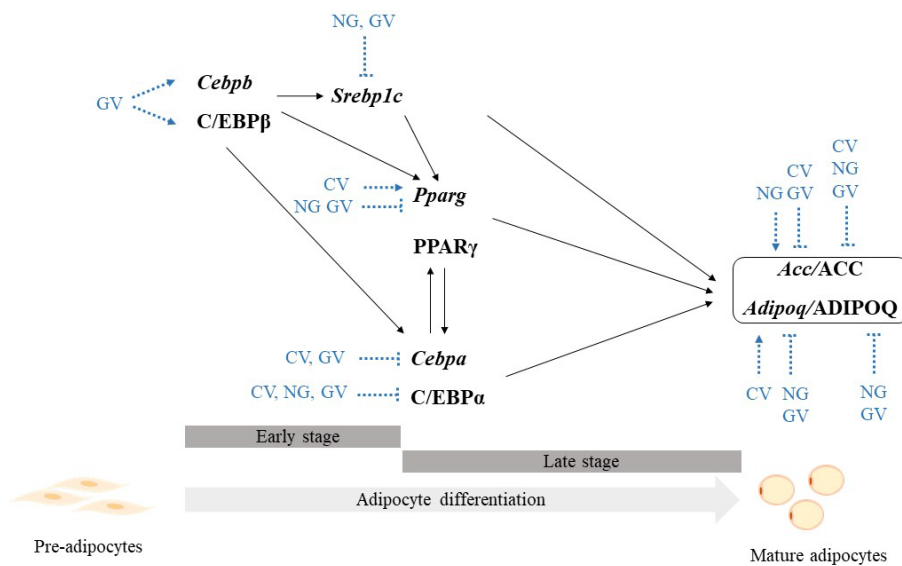 NG, GV
Cebpb
Srebp1c
GV
C/EBPβ
CV
NG GV
Pparg
PPARγ
CV
NG
GV
CV
NG GV
Acc/ACC
Adipoq/ADIPOQ
CV, GV
Cebpa
CV, NG, GV
C/EBPα
CV
NG
GV
NG
GV
Early stage
Late stage
Adipocyte differentiation
Pre-adipocytes
Mature adipocytes